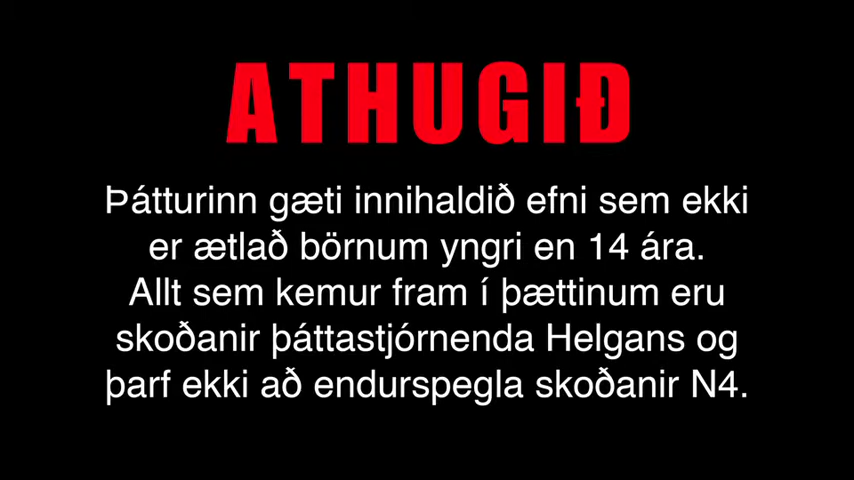 ATHUGIÐ
Þátturinn gæti innihaldið efni sem ekki
er ætlað börnum yngri en 14 ára.
Allt sem kemur fram í þættinum eru
skoðanir þáttastjórnenda Helgans og
þarf ekki að endurspegla skoðanir N4.